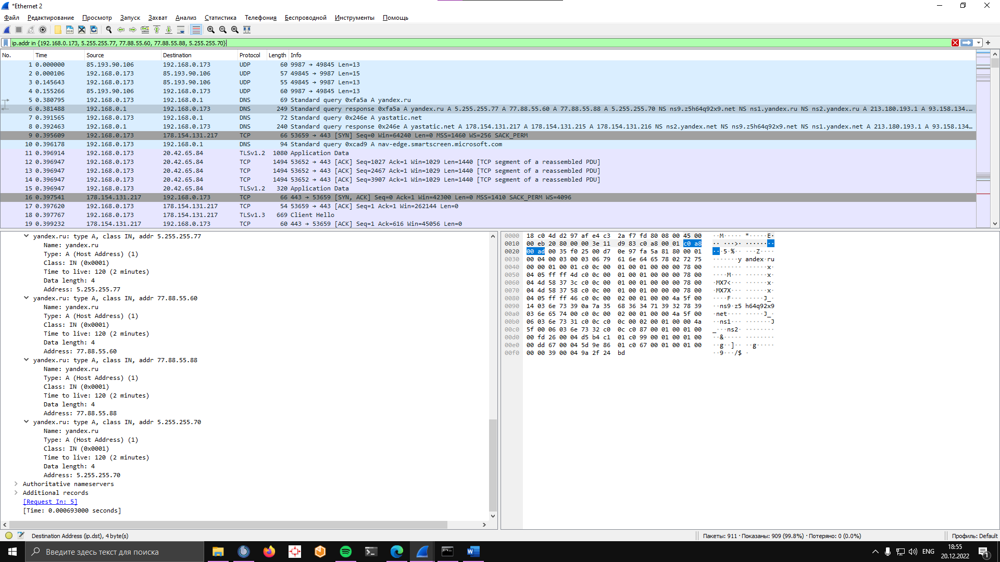 *Ethernet 2
Файл Редактирование Просмотр Запуск Захват Анализ Статистика Телефония Беспроводной Инструменты Помощь
ip.addr in {192.168.0.173, 5.255.255.77, 77.88.55.60, 77.88.55.88, 5.255.255.70}
No. Time Source Destination Protocol Length Info
1 0.000000 85.193.90.106 192.168.0.173 UDP 60 9987 → 49845 Len=13
2 0.000106 192.168.0.173 85.193.90.106 UDP 57 49845 → 9987 Len=15
3 0.145643 192.168.0.173 85.193.90.106 UDP 55 49845 → 9987 Len=13
4 0.155266 85.193.90.106 192.168.0.173 UDP 60 9987 → 49845 Len=13
5 0.380795 192.168.0.173 192.168.0.1 DNS 69 Standard query 0xfa5a A yandex.ru
6 0.381488 192.168.0.1 192.168.0.173 DNS 249 Standard query response 0xfa5a A yandex.ru A 5.255.255.77 A 77.88.55.60 A 77.88.55.88 A 5.255.255.70 NS ns9.z5h64q92x9.net NS ns1.yandex.ru NS ns2.yandex.ru A 213.180.193.1 A 93.158.134.…
7 0.391565 192.168.0.173 192.168.0.1 DNS 72 Standard query 0x246e A yastatic.net
8 0.392463 192.168.0.1 192.168.0.173 DNS 240 Standard query response 0x246e A yastatic.net A 178.154.131.217 A 178.154.131.215 A 178.154.131.216 NS ns2.yandex.net NS ns9.z5h64q92x9.net NS ns1.yandex.net A 213.180.193.1 A 93.158.134…
9 0.395609 192.168.0.173 178.154.131.217 TCP 66 53659 → 443 [SYN] Seq=0 Win=64240 Len=0 MSS=1460 WS=256 SACK_PERM
10 0.396178 192.168.0.173 192.168.0.1 DNS 94 Standard query 0xcad9 A nav-edge.smartscreen.microsoft.com
11 0.396914 192.168.0.173 20.42.65.84 TLSv1.2 1080 Application Data
12 0.396947 192.168.0.173 20.42.65.84 TCP 1494 53652 → 443 [ACK] Seq=1027 Ack=1 Win=1029 Len=1440 [TCP segment of a reassembled PDU]
13 0.396947 192.168.0.173 20.42.65.84 TCP 1494 53652 → 443 [ACK] Seq=2467 Ack=1 Win=1029 Len=1440 [TCP segment of a reassembled PDU]
14 0.396947 192.168.0.173 20.42.65.84 TCP 1494 53652 → 443 [ACK] Seq=3907 Ack=1 Win=1029 Len=1440 [TCP segment of a reassembled PDU]
15 0.396947 192.168.0.173 20.42.65.84 TLSv1.2 320 Application Data
16 0.397541 178.154.131.217 192.168.0.173 TCP 66 443 → 53659 [SYN, ACK] Seq=0 Ack=1 Win=42300 Len=0 MSS=1410 SACK_PERM WS=4096
17 0.397620 192.168.0.173 178.154.131.217 TCP 54 53659 → 443 [ACK] Seq=1 Ack=1 Win=262144 Len=0
18 0.397767 192.168.0.173 178.154.131.217 TLSv1.3 669 Client Hello
19 0.399232 178.154.131.217 192.168.0.173 TCP 60 443 → 53659 [ACK] Seq=1 Ack=616 Win=45056 Len=0
yandex.ru: type A, class IN, addr 5.255.255.77
Name: yandex.ru
Type: A (Host Address) (1)
Class: IN (0x0001)
Time to live: 120 (2 minutes)
Data length: 4
Address: 5.255.255.77
yandex.ru: type A, class IN, addr 77.88.55.60
Name: yandex.ru
Type: A (Host Address) (1)
Class: IN (0x0001)
Time to live: 120 (2 minutes)
Data length: 4
Address: 77.88.55.60
yandex.ru: type A, class IN, addr 77.88.55.88
Name: yandex.ru
Type: A (Host Address) (1)
Class: IN (0x0001)
Time to live: 120 (2 minutes)
Data length: 4
Address: 77.88.55.88
yandex.ru: type A, class IN, addr 5.255.255.70
Name: yandex.ru
Type: A (Host Address) (1)
Class: IN (0x0001)
Time to live: 120 (2 minutes)
Data length: 4
Address: 5.255.255.70
Authoritative nameservers
Additional records
[Request In: 5]
[Time: 0.000693000 seconds]
0000 18 c0 4d d2 97 af e4 c3 2a f7 fd 80 08 00 45 00 ··M····· *·····E·
0010 00 eb 20 80 00 00 3e 11 d9 83 c0 a8 00 01 c0 a8 ·· ···>· ········
0020 00 ad 00 35 f0 25 00 d7 0e 97 fa 5a 81 80 00 01 ···5·%·· ···Z····
0030 00 04 00 03 00 03 06 79 61 6e 64 65 78 02 72 75 ·······y andex·ru
0040 00 00 01 00 01 c0 0c 00 01 00 01 00 00 00 78 00 ········ ······x·
0050 04 05 ff ff 4d c0 0c 00 01 00 01 00 00 00 78 00 ····M··· ······x·
0060 04 4d 58 37 3c c0 0c 00 01 00 01 00 00 00 78 00 ·MX7<··· ······x·
0070 04 4d 58 37 58 c0 0c 00 01 00 01 00 00 00 78 00 ·MX7X··· ······x·
0080 04 05 ff ff 46 c0 0c 00 02 00 01 00 00 4a 5f 00 ····F··· ·····J_·
0090 14 03 6e 73 39 0a 7a 35 68 36 34 71 39 32 78 39 ··ns9·z5 h64q92x9
00a0 03 6e 65 74 00 c0 0c 00 02 00 01 00 00 4a 5f 00 ·net···· ·····J_·
00b0 06 03 6e 73 31 c0 0c c0 0c 00 02 00 01 00 00 4a ··ns1··· ·······J
00c0 5f 00 06 03 6e 73 32 c0 0c c0 87 00 01 00 01 00 _···ns2· ········
00d0 00 fd 26 00 04 d5 b4 c1 01 c0 99 00 01 00 01 00 ··&····· ········
00e0 00 dd 67 00 04 5d 9e 86 01 c0 67 00 01 00 01 00 ··g··]·· ··g·····
00f0 00 00 39 00 04 9a 2f 24 bd ··9···/$ ·
Destination Address (ip.dst), 4 byte(s)
Пакеты: 911 · Показаны: 909 (99.8%) · Потеряно: 0 (0.0%)
Профиль: Default
Введите здесь текст для поиска
ENG
18:55
20.12.2022
1